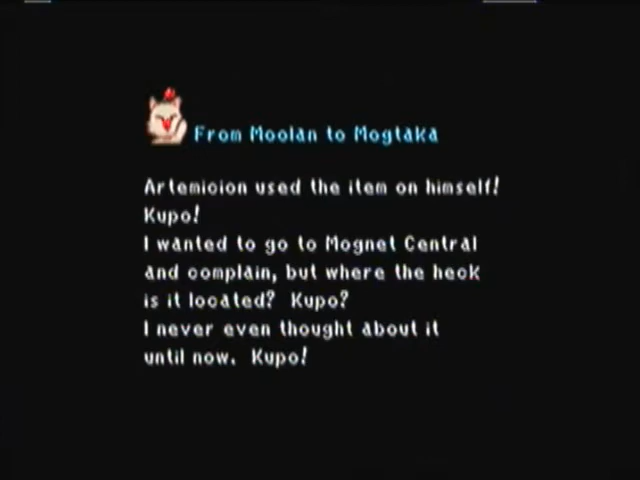 From Moolan to Mogtaka
Artemicion used the item on himself!
Kupo!
I wanted to go to Mognet Central
and complain, but where the heck
is it located? Kupo?
I never even thought about it
until now. Kupo!